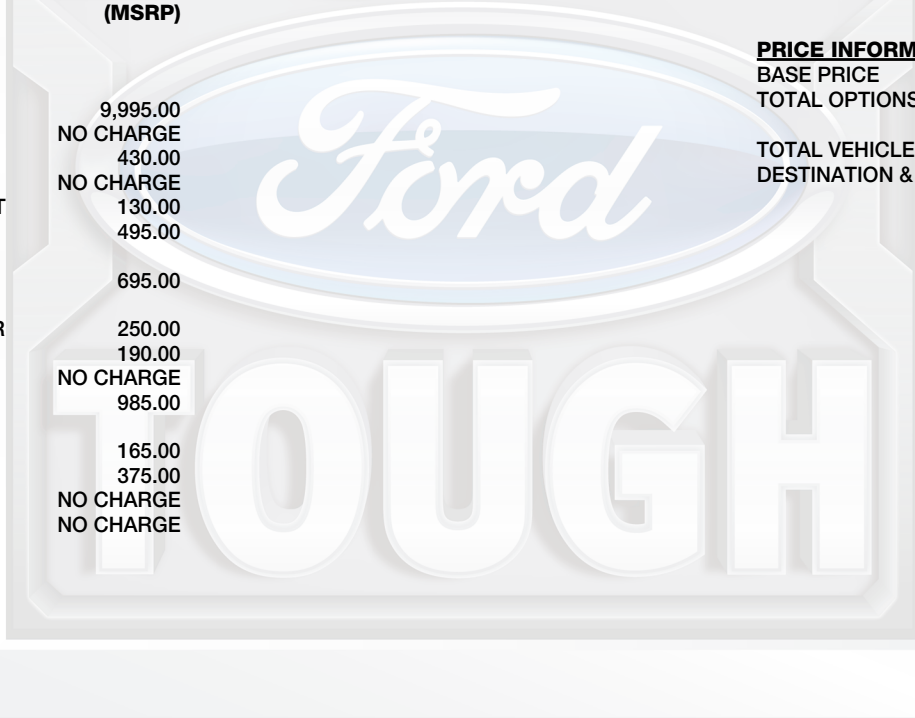 (MSRP)
9,995.00
NO CHARGE
430.00
NO CHARGE
T 130.00
495.00
695.00
R 250.00
190.00
NO CHARGE
985.00
165.00
375.00
NO CHARGE
NO CHARGE
PRICE INFORM
BASE PRICE
TOTAL OPTIONS
TOTAL VEHICLE
DESTINATION &
Ford
TOUGH